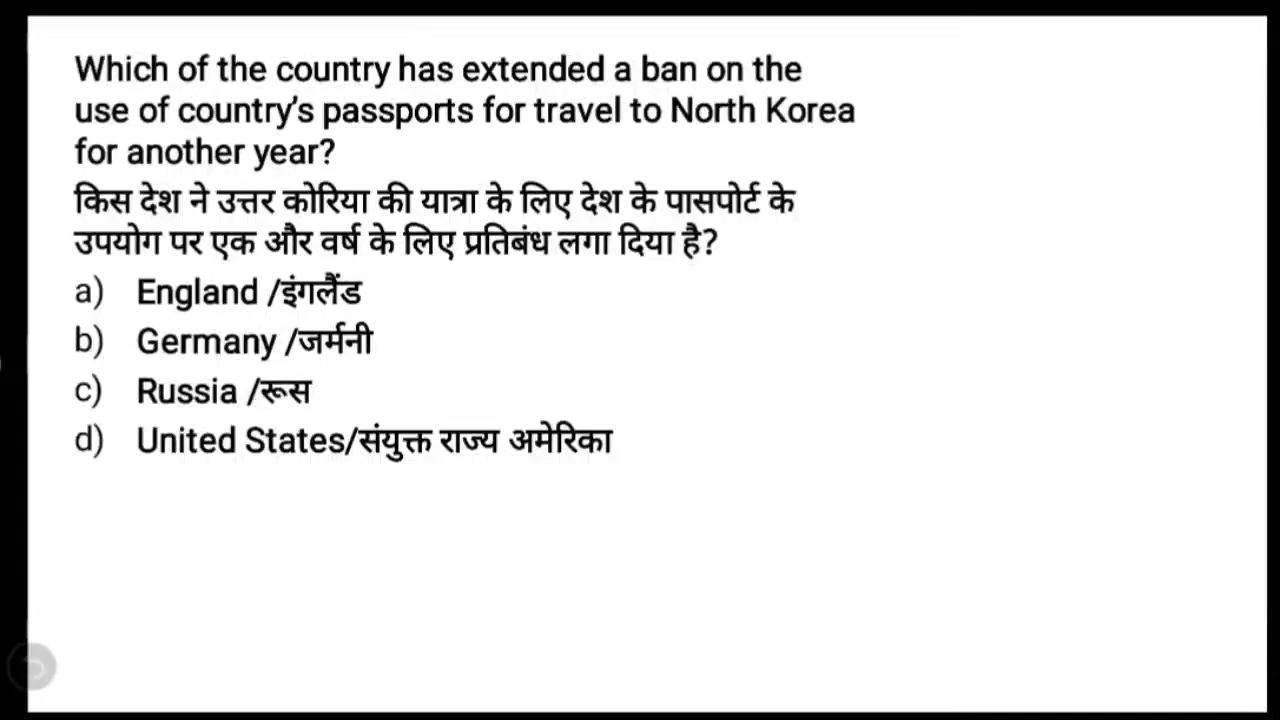 Which of the country has extended a ban on the
use of country's passports for travel to North Korea
for another year?
किस देश ने उत्तर कोरिया की यात्रा के लिए देश के पासपोर्ट के
उपयोग पर एक और वर्ष के लिए प्रतिबंध लगा दिया है?
a) England /इंगलैंड
b) Germany /जर्मनी
c) Russia /रूस
d) United States/संयुक्त राज्य अमेरिका